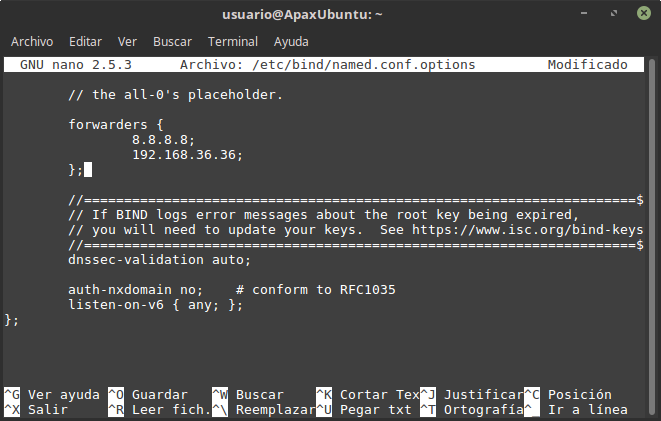 usuario@ApaxUbuntu: ~
Archivo Editar Ver Buscar Terminal Ayuda
GNU nano 2.5.3 Archivo: /etc/bind/named.conf.options Modificado
// the all-0's placeholder.
forwarders {
8.8.8.8;
192.168.36.36;
};
//=====================================================================$
// If BIND logs error messages about the root key being expired,
// you will need to update your keys.  See https://www.isc.org/bind-keys
//=====================================================================$
dnssec-validation auto;
auth-nxdomain no;    # conform to RFC1035
listen-on-v6 { any; };
};
^G Ver ayuda ^O Guardar ^W Buscar ^K Cortar Tex ^J Justificar ^C Posición
^X Salir ^R Leer fich. ^\ Reemplazar ^U Pegar txt ^T Ortografía ^_ Ir a línea